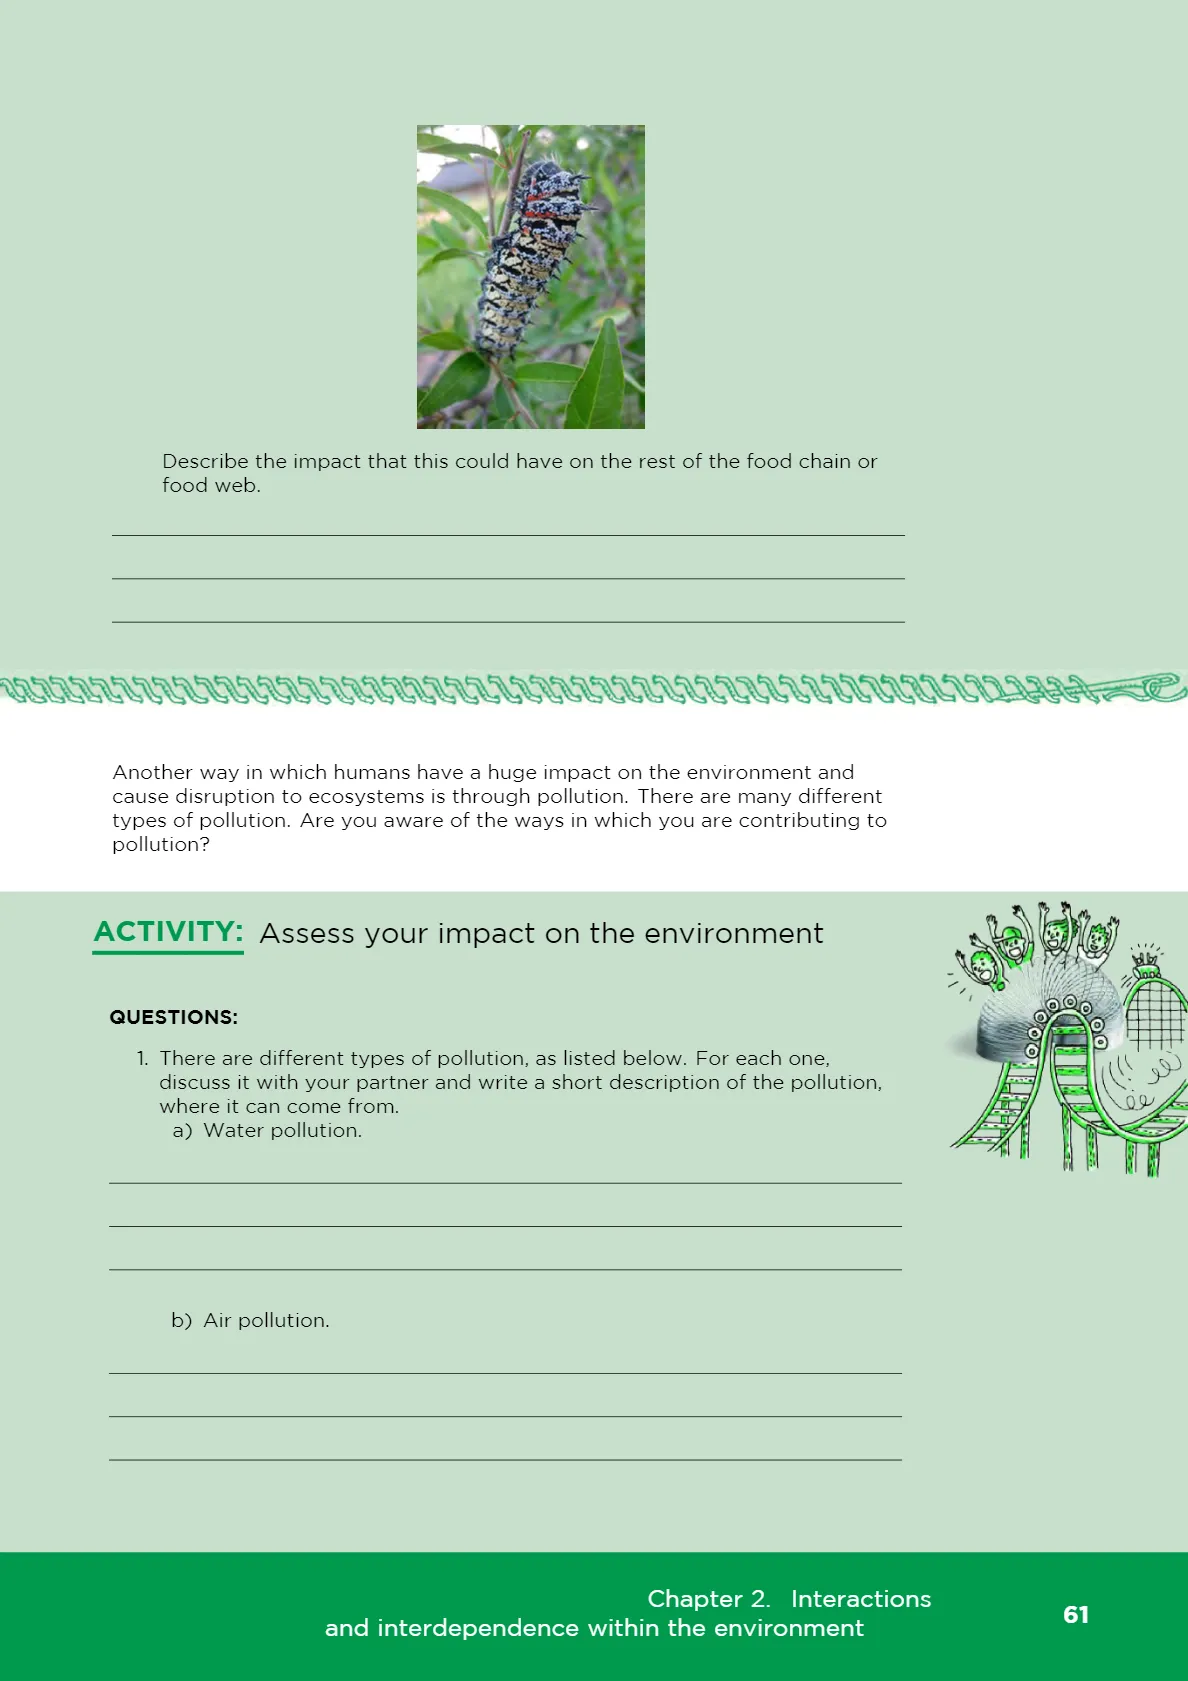 Describe the impact that this could have on the rest of the food chain or
food web.
Another way in which humans have a huge impact on the environment and
cause disruption to ecosystems is through pollution. There are many different
types of pollution. Are you aware of the ways in which you are contributing to
pollution?
ACTIVITY: Assess your impact on the environment
QUESTIONS:
1. There are different types of pollution, as listed below. For each one,
discuss it with your partner and write a short description of the pollution,
where it can come from.
a) Water pollution.
b) Air pollution.
Chapter 2. Interactions
and interdependence within the environment
61